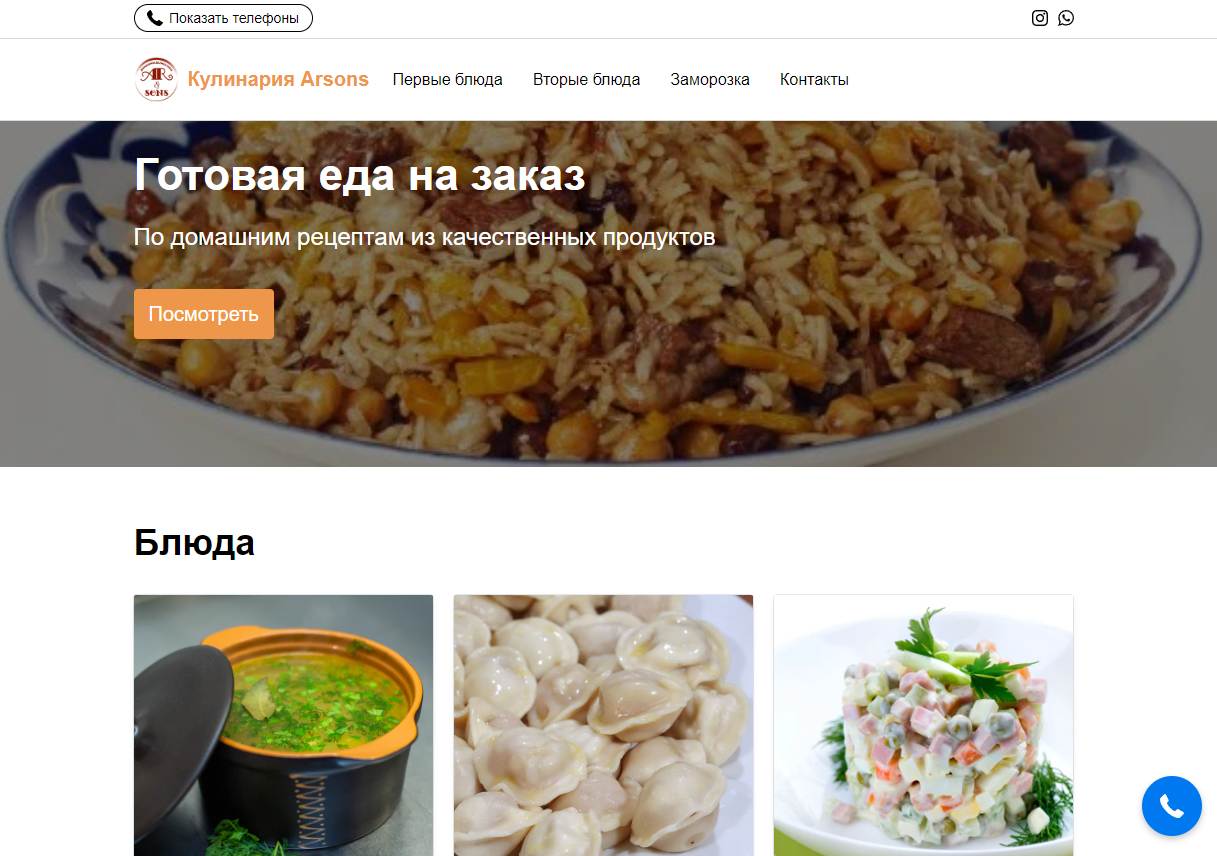 Показать телефоны
AR
&
SONS
Кулинария Arsons
Первые блюда
Вторые блюда
Заморозка
Контакты
Готовая еда на заказ
По домашним рецептам из качественных продуктов
Посмотреть
Блюда